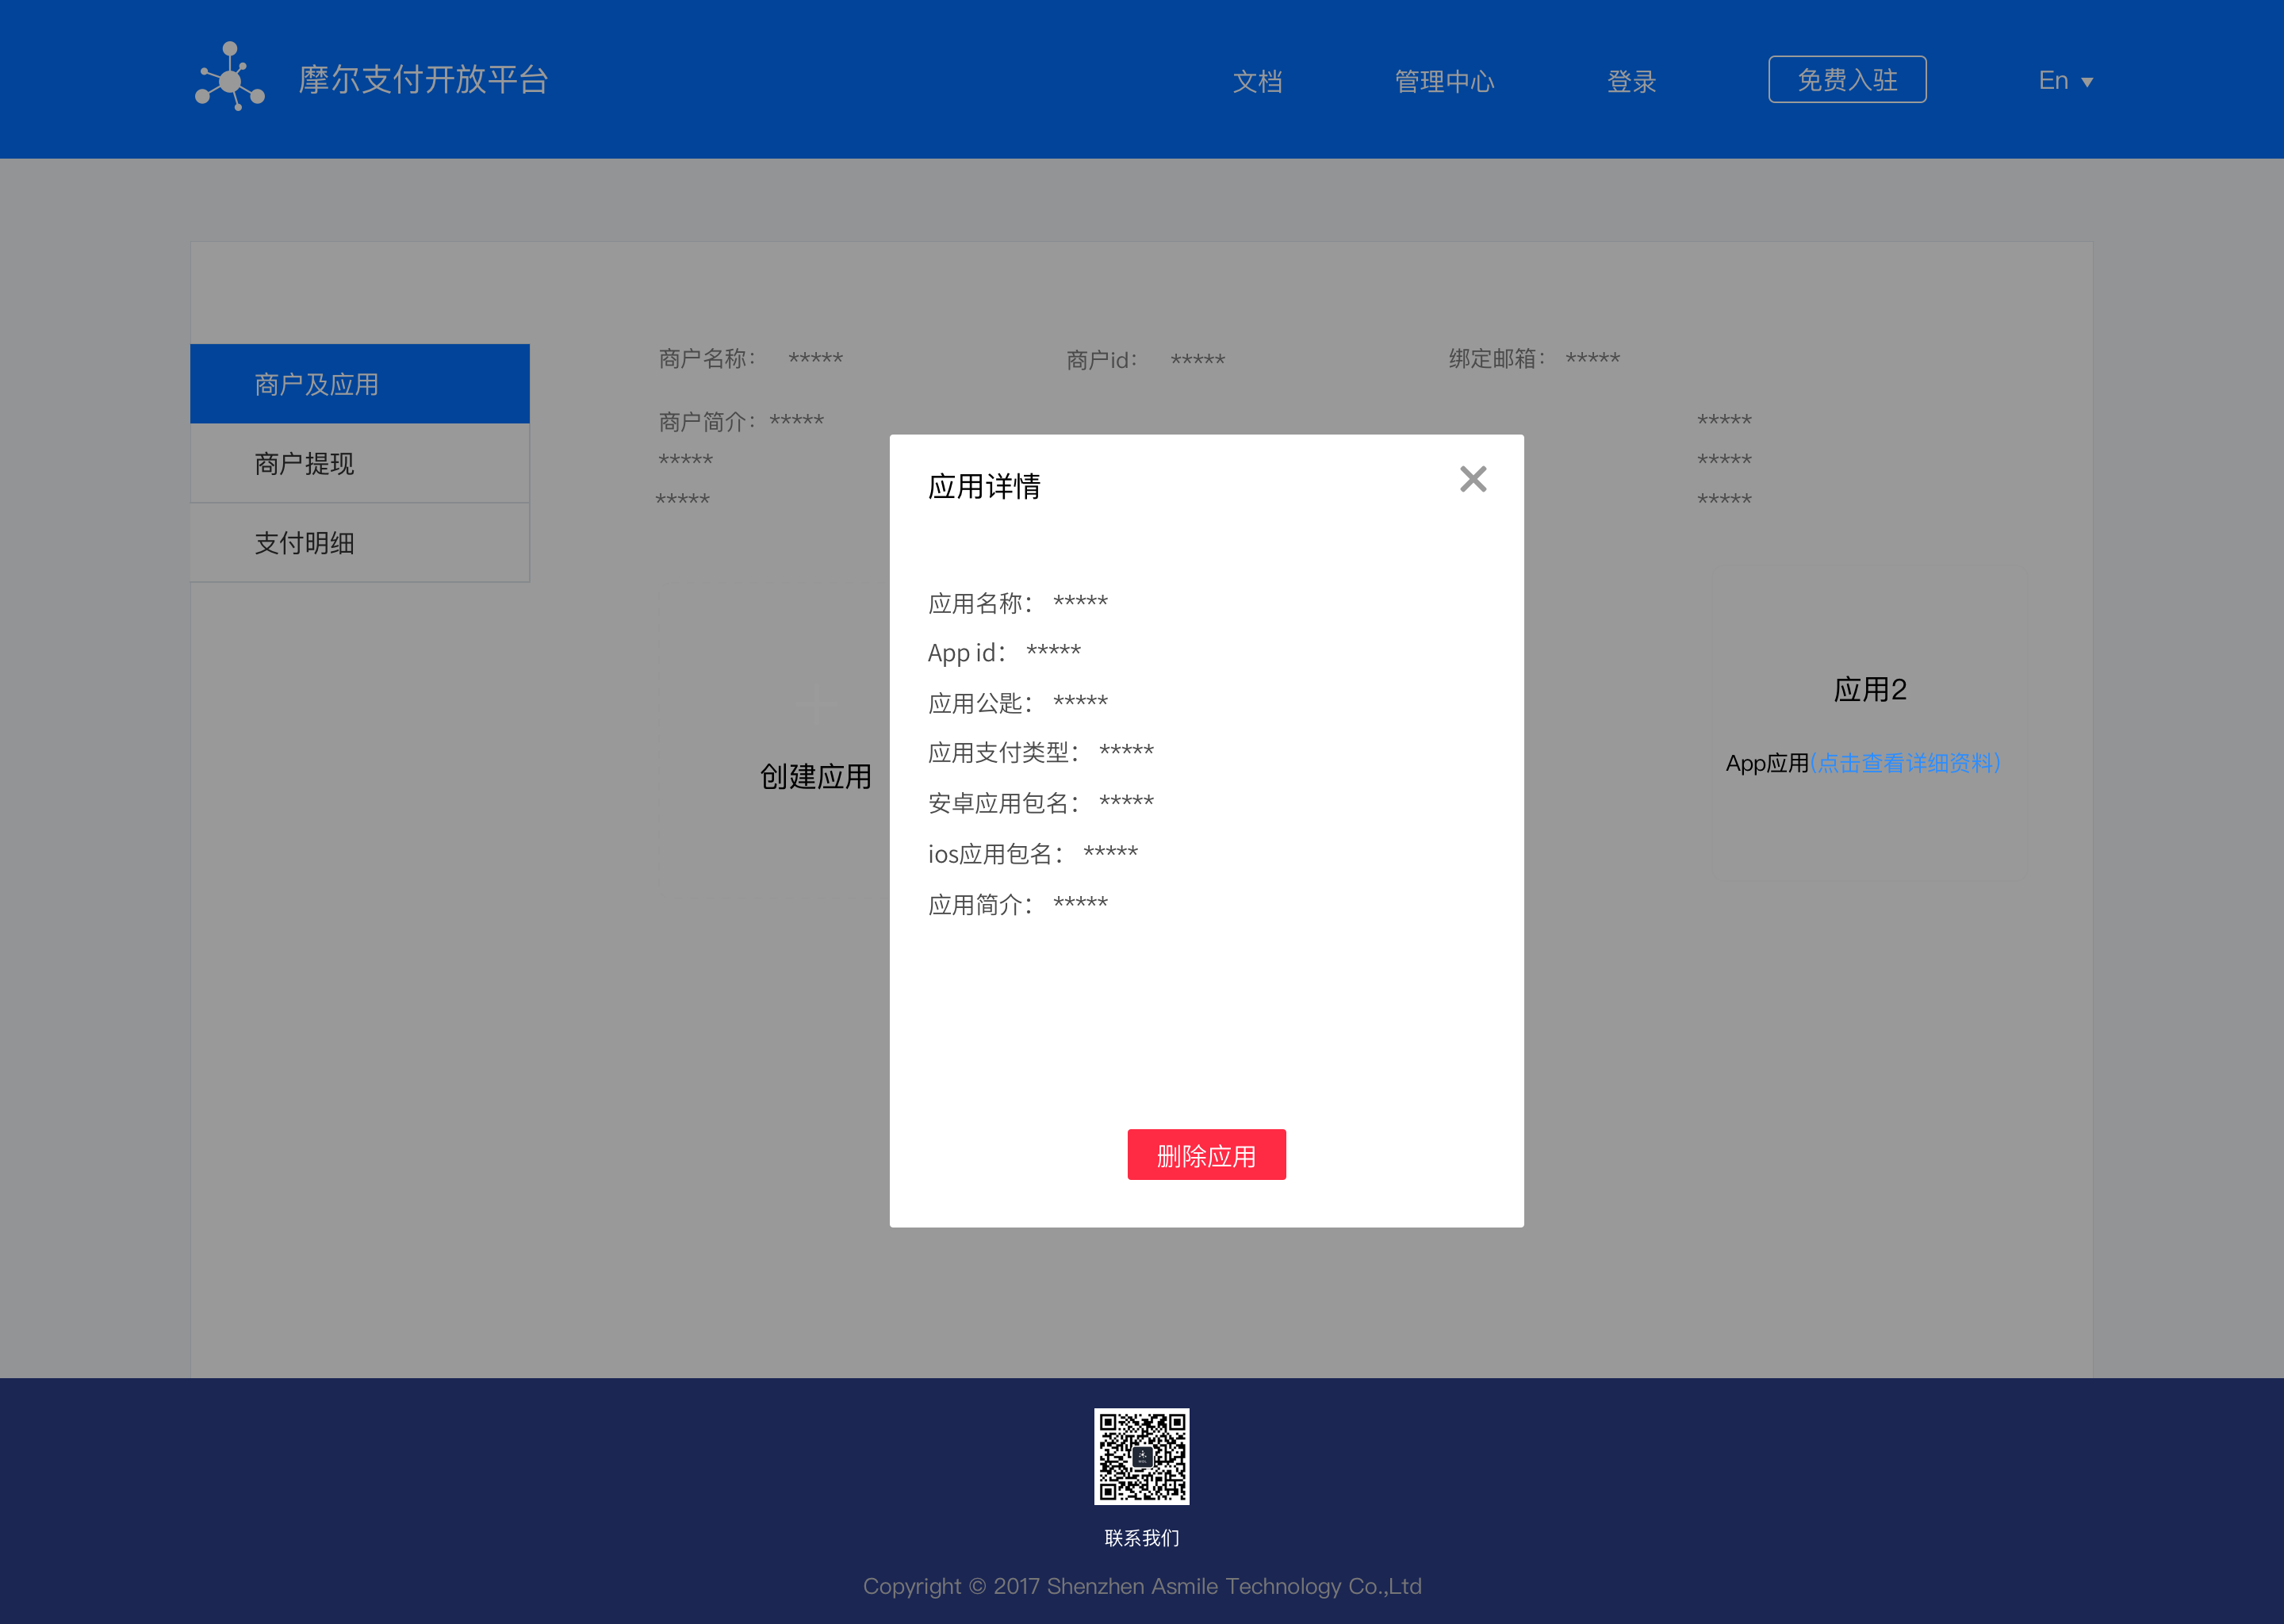 摩尔支付开放平台 文档 管理中心 登录 免费入驻 En
商户及应用
商户提现
支付明细
商户名称： ***** 商户id： ***** 绑定邮箱： *****
商户简介： ***** *****
***** *****
***** *****
创建应用
应用2
App应用(点击查看详细资料)
应用详情
应用名称： *****
App id： *****
应用公匙： *****
应用支付类型： *****
安卓应用包名： *****
ios应用包名： *****
应用简介： *****
删除应用
联系我们
Copyright © 2017 Shenzhen Asmile Technology Co.,Ltd